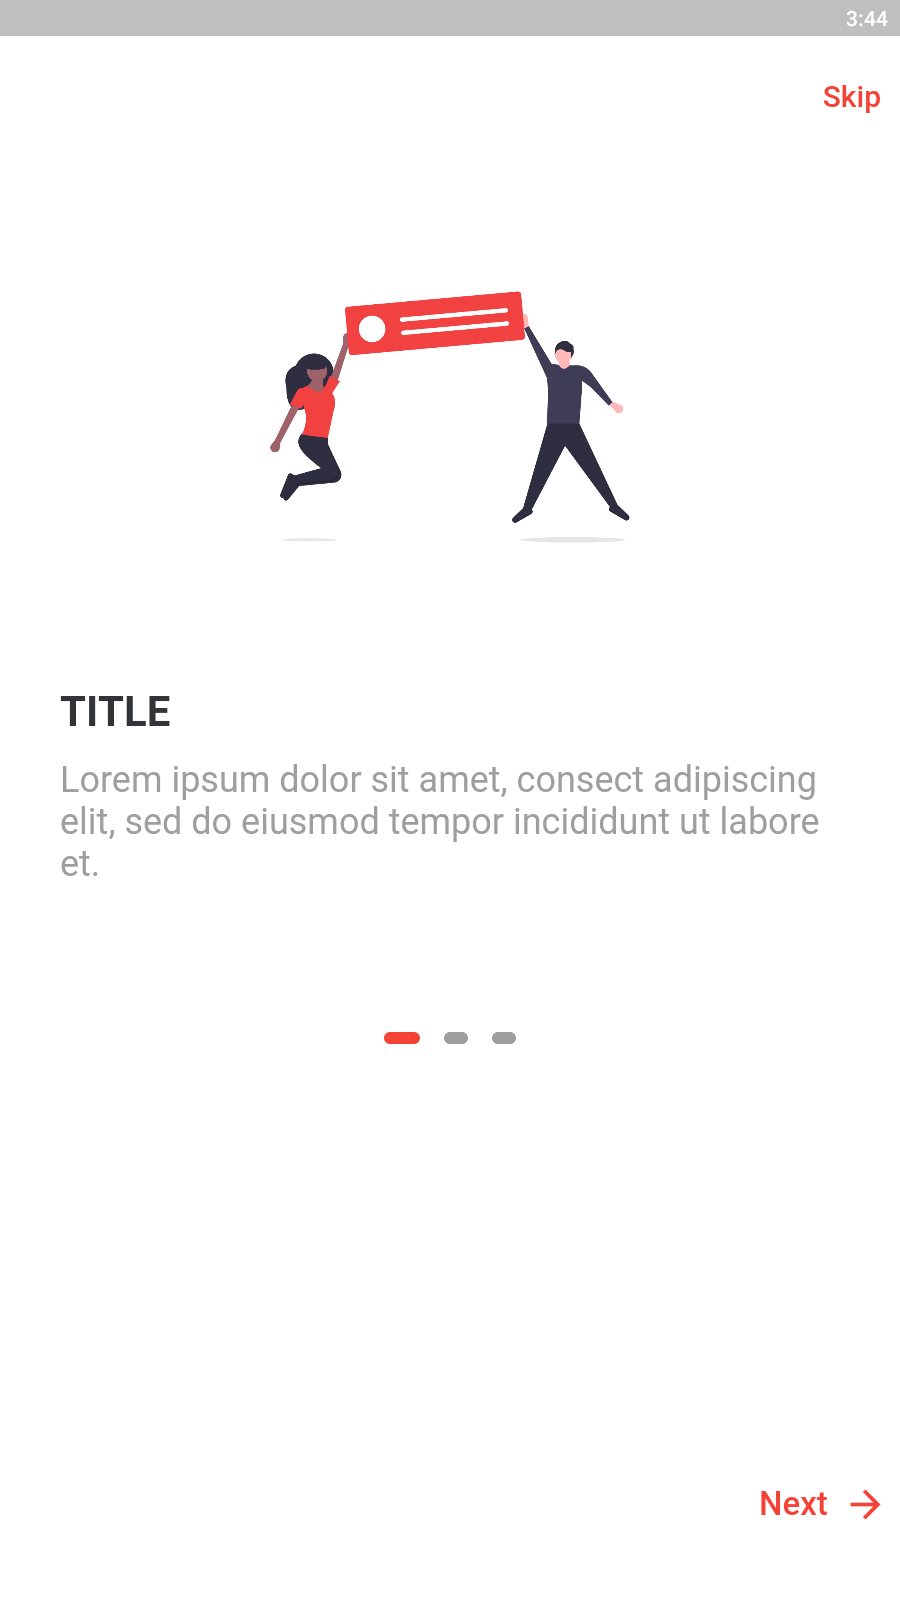 3:44
Skip
TITLE
Lorem ipsum dolor sit amet, consect adipiscing
elit, sed do eiusmod tempor incididunt ut labore
et.
Next